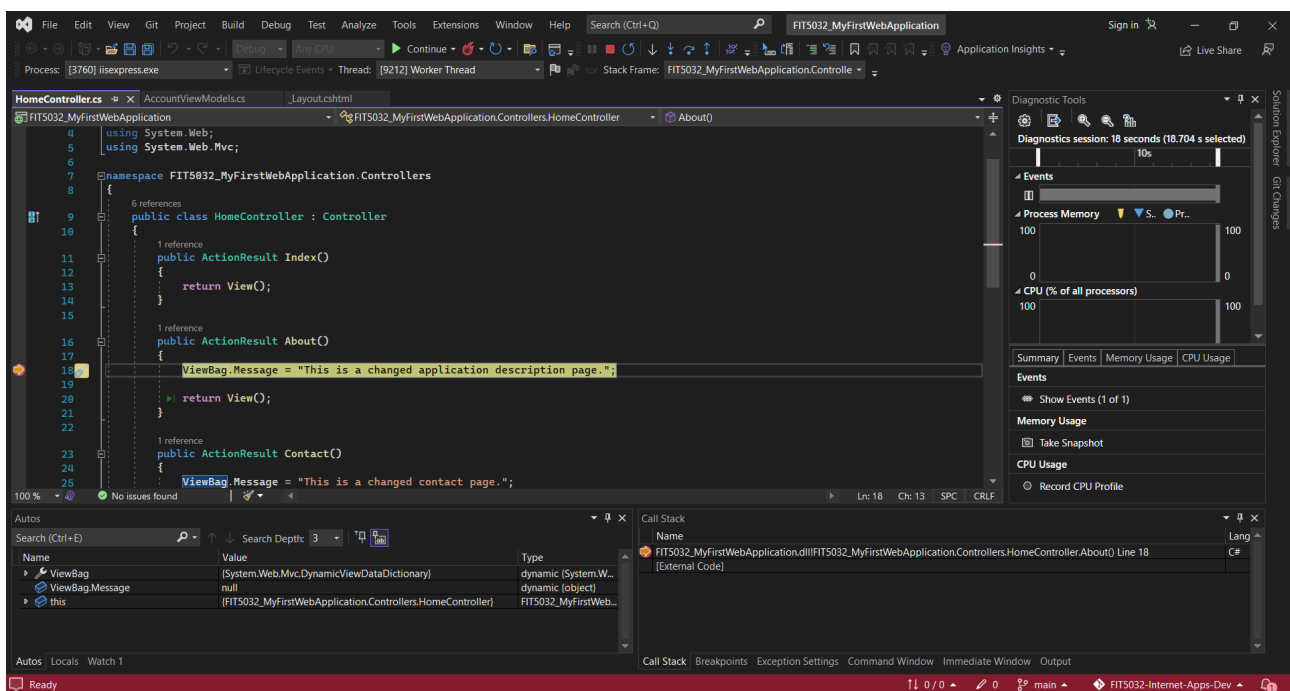 File Edit View Git Project Build Debug Test Analyze Tools Extensions Window Help Search (Ctrl+Q) FIT5032_MyFirstWebApplication Sign in
Debug Any CPU Continue Application Insights Live Share
Process: [3760] iisexpress.exe Lifecycle Events Thread: [9212] Worker Thread Stack Frame: FIT5032_MyFirstWebApplication.Controlle
HomeController.cs AccountViewModels.cs _Layout.cshtml
FIT5032_MyFirstWebApplication FIT5032_MyFirstWebApplication.Controllers.HomeController About()
4 using System.Web;
5 using System.Web.Mvc;
6
7 namespace FIT5032_MyFirstWebApplication.Controllers
8 {
6 references
9 public class HomeController : Controller
10 {
1 reference
11 public ActionResult Index()
12 {
13 return View();
14 }
15
1 reference
16 public ActionResult About()
17 {
18 ViewBag.Message = "This is a changed application description page.";
19
20 return View();
21 }
22
1 reference
23 public ActionResult Contact()
24 {
25 ViewBag.Message = "This is a changed contact page.";
100 % No issues found Ln: 18 Ch: 13 SPC CRLF
Diagnostic Tools
Diagnostics session: 18 seconds (18.704 s selected)
10s
Events
Process Memory S.. Pr...
100 100
0 0
CPU (% of all processors)
100 100
Summary Events Memory Usage CPU Usage
Events
Show Events (1 of 1)
Memory Usage
Take Snapshot
CPU Usage
Record CPU Profile
Solution Explorer
Git Changes
Autos
Search (Ctrl+E) Search Depth: 3
Name Value Type
ViewBag {System.Web.Mvc.DynamicViewDataDictionary} dynamic {System.W...
ViewBag.Message null dynamic {object}
this {FIT5032_MyFirstWebApplication.Controllers.HomeController} FIT5032_MyFirstWeb...
Autos Locals Watch 1
Call Stack
Name Lang
FIT5032_MyFirstWebApplication.dll!FIT5032_MyFirstWebApplication.Controllers.HomeController.About() Line 18 C#
[External Code]
Call Stack Breakpoints Exception Settings Command Window Immediate Window Output
Ready 0 / 0 0 main FIT5032-Internet-Apps-Dev